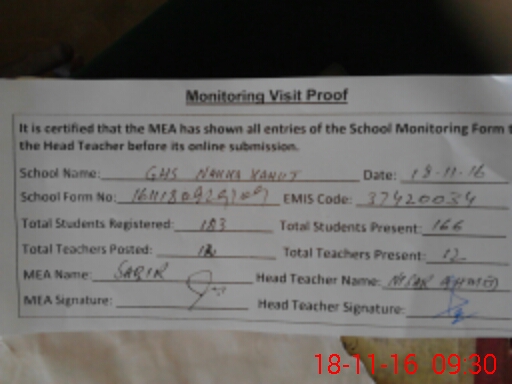 Monitoring Visit Proof
It is certified that the MEA has shown all entries of the School Monitoring Form t
the Head Teacher before its online submission.
School Name: GHS Date: 18-11-16
School Form No: EMIS Code: 37420034
Total Students Registered: 183 Total Students Present: 166
Total Teachers Posted: Total Teachers Present: 12
MEA Name: SABIR Head Teacher Name: NISAR AHMED
MEA Signature: Head Teacher Signature:
18-11-16 09:30